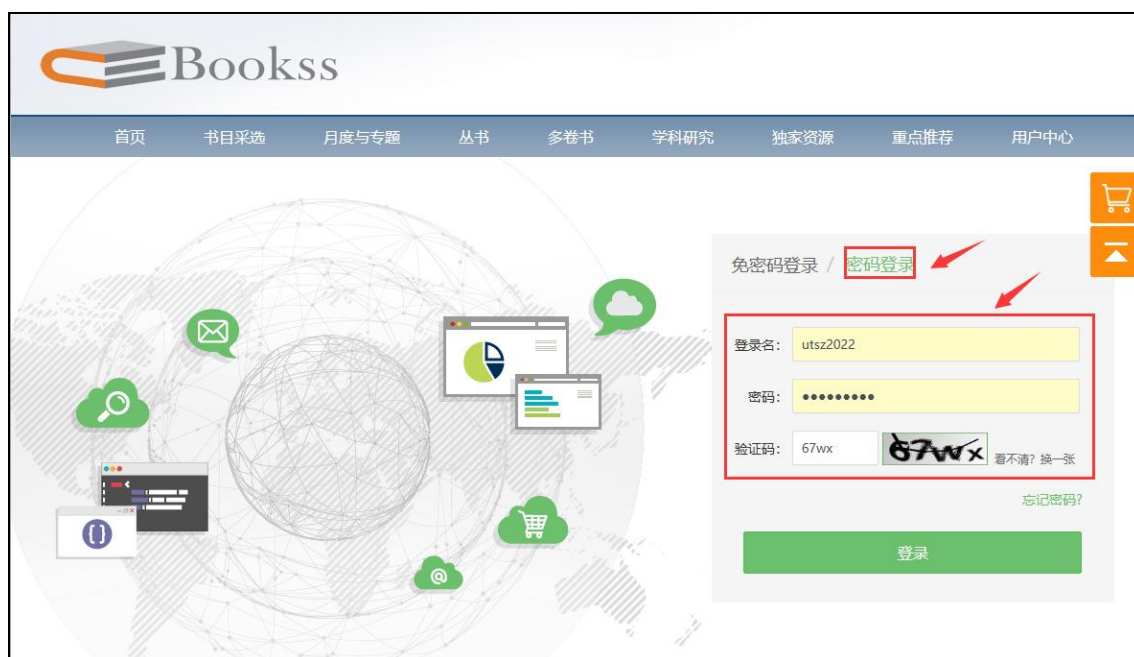 Bookss
首页 书目采选 月度与专题 丛书 多卷书 学科研究 独家资源 重点推荐 用户中心
免密码登录 / 密码登录
登录名: utsz2022
密码: •••••••••
验证码: 67wx 67wx 看不清? 换一张
忘记密码?
登录
{}
@